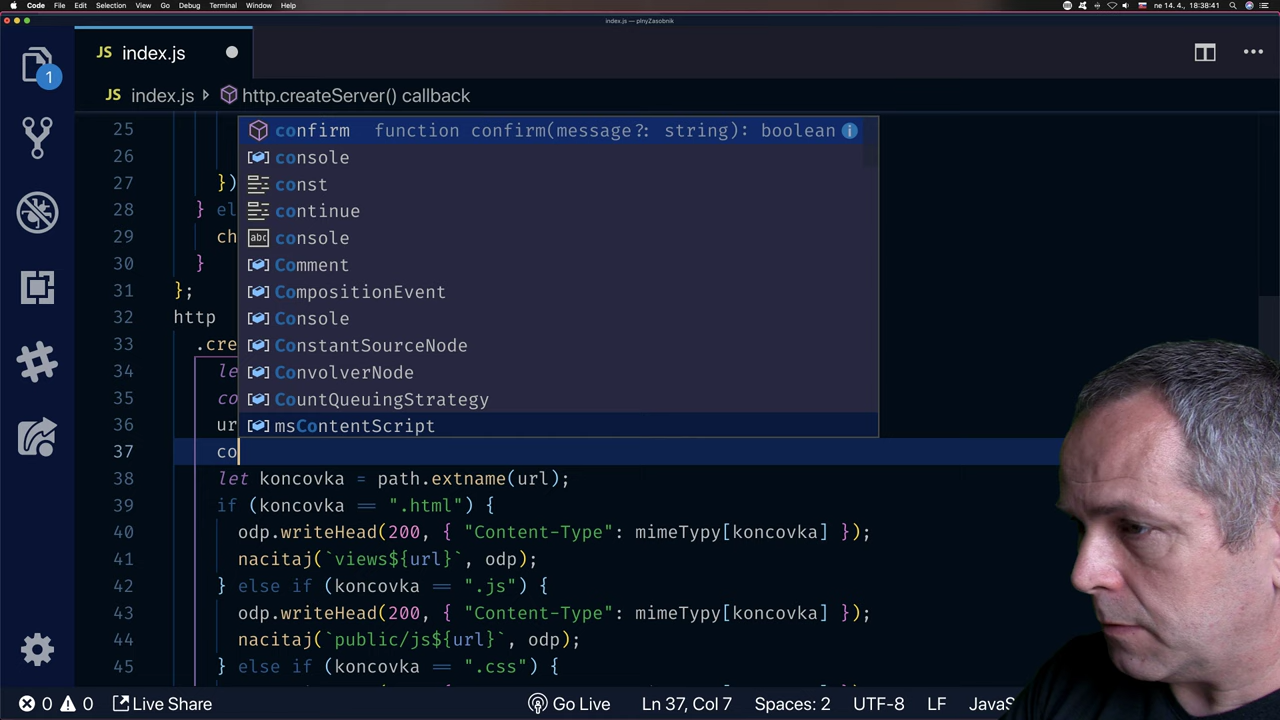 Code File Edit Selection View Go Debug Terminal Window Help ne 14. 4., 18:38:41
index.js — plnyZasobnik
JS index.js
1
JS index.js http.createServer() callback
25
26
27 })
28 } el
29 ch
30 }
31 };
32 http
33 .cre
34 le
35 co
36 ur
confirm function confirm(message?: string): boolean
console
const
continue
abc console
Comment
CompositionEvent
Console
ConstantSourceNode
ConvolverNode
CountQueuingStrategy
msContentScript
37 co
38 let koncovka = path.extname(url);
39 if (koncovka == ".html") {
40 odp.writeHead(200, { "Content-Type": mimeTypy[koncovka] });
41 nacitaj(`views${url}`, odp);
42 } else if (koncovka == ".js") {
43 odp.writeHead(200, { "Content-Type": mimeTypy[koncovka] });
44 nacitaj(`public/js${url}`, odp);
45 } else if (koncovka == ".css") {
0 0 Live Share Go Live Ln 37, Col 7 Spaces: 2 UTF-8 LF JavaS